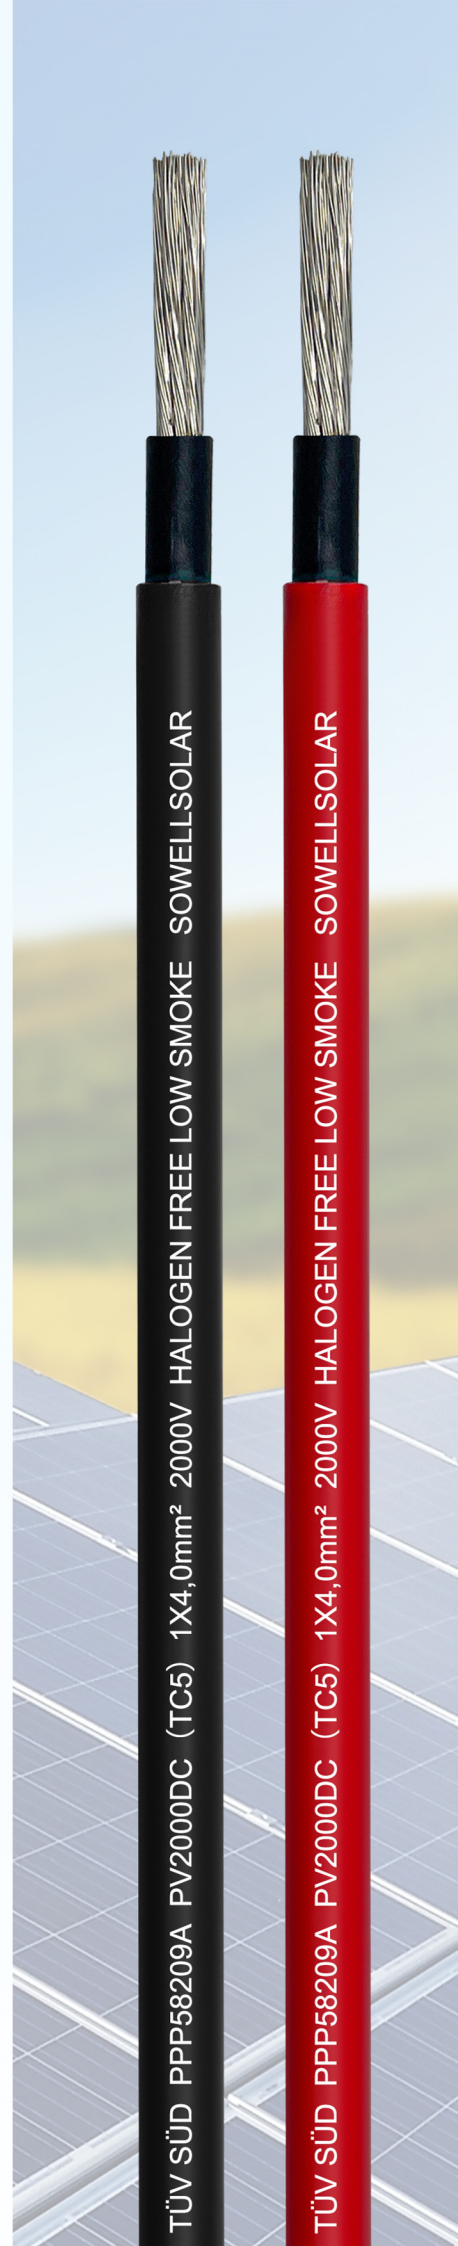 TÜV SÜD PPP58209A PV2000DC (TC5) 1X4,0mm² 2000V HALOGEN FREE LOW SMOKE SOWELLSOLAR
TÜV SÜD PPP58209A PV2000DC (TC5) 1X4,0mm² 2000V HALOGEN FREE LOW SMOKE SOWELLSOLAR